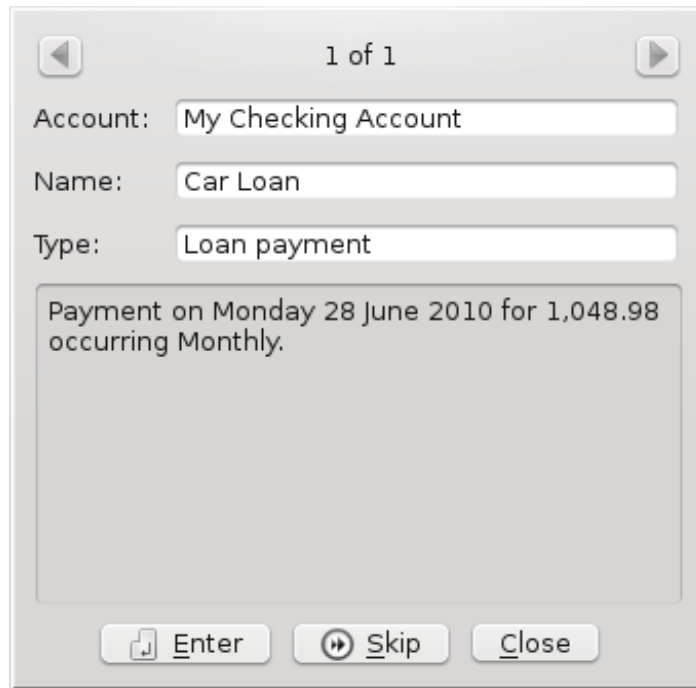 1 of 1
Account: My Checking Account
Name: Car Loan
Type: Loan payment
Payment on Monday 28 June 2010 for 1,048.98
occurring Monthly.
Enter Skip Close